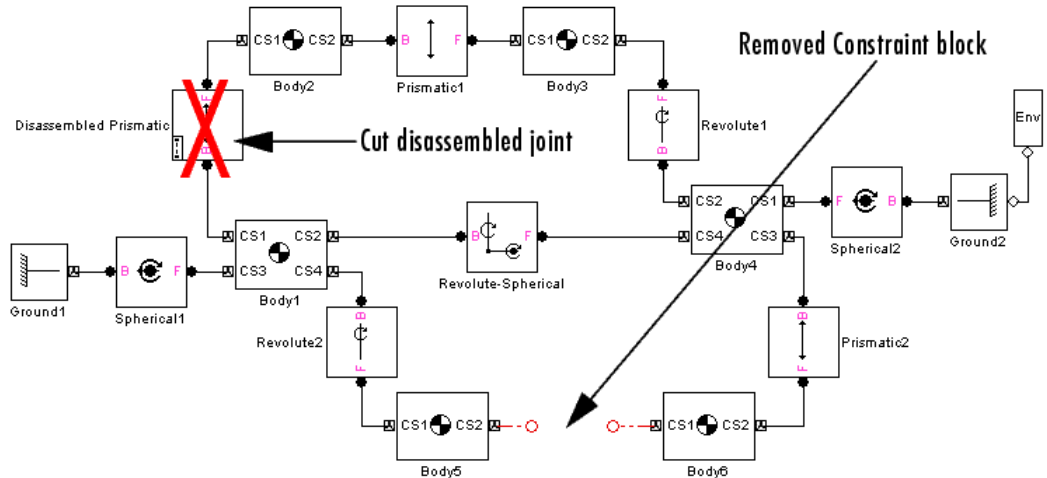 Removed Constraint block
CS1 CS2
Body2
B F
Prismatic1
CS1 CS2
Body3
Disassembled Prismatic
F
B
Cut disassembled joint
F
B
Revolute1
Env
CS1 CS2
CS3 CS4
Body1
B F
Revolute-Spherical
CS2 CS1
CS4 CS3
Body4
F B
Spherical2
Ground2
Ground1
B F
Spherical1
Revolute2
B
F
B
F
Prismatic2
CS1 CS2
Body5
CS1 CS2
Body6